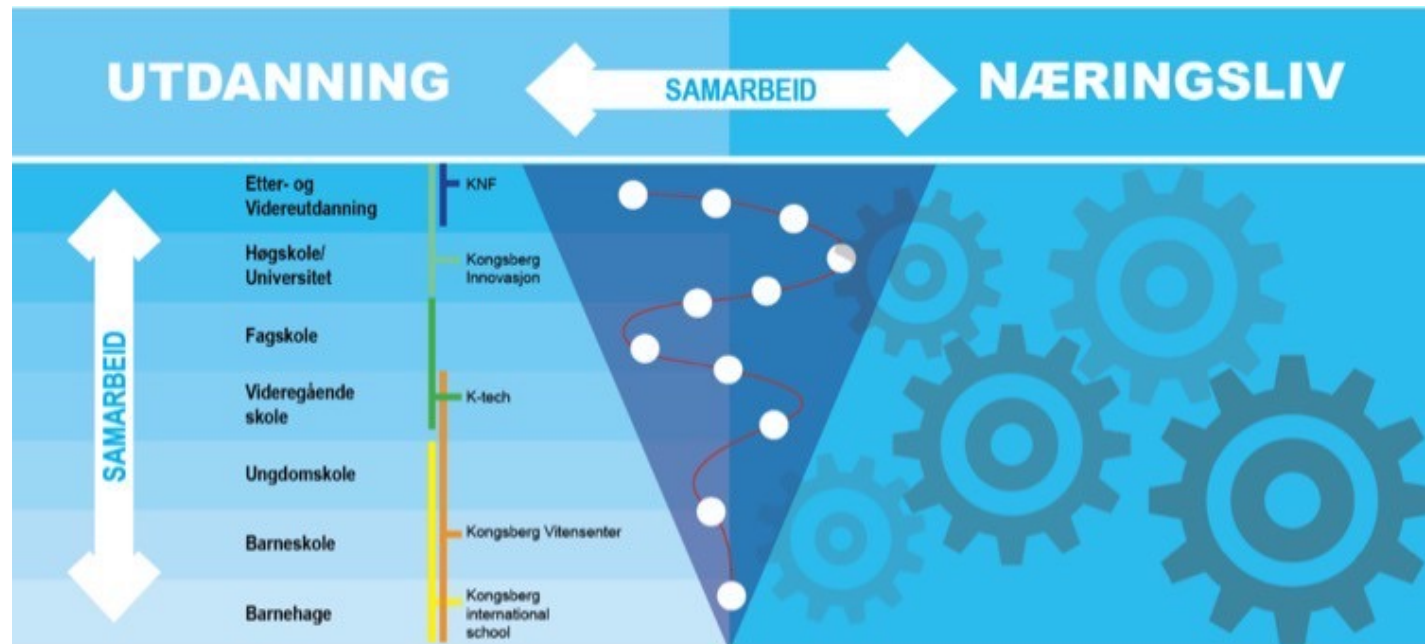 UTDANNING
SAMARBEID
NÆRINGSLIV
SAMARBEID
Etter- og
Videreutdanning
KNF
Høgskole/
Universitet
Kongsberg
Innovasjon
Fagskole
Videregående
skole
K-tech
Ungdomskole
Barneskole
Kongsberg Vitensenter
Barnehage
Kongsberg
international
school